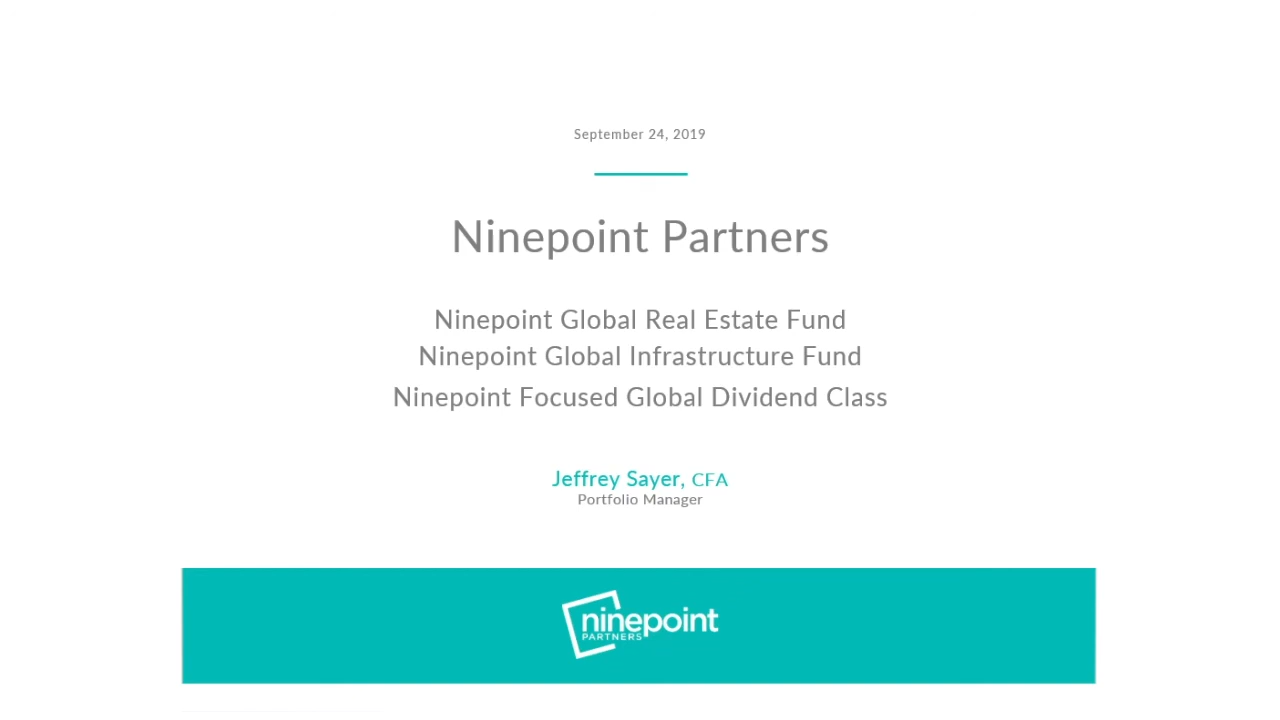 September 24, 2019
Ninepoint Partners
Ninepoint Global Real Estate Fund
Ninepoint Global Infrastructure Fund
Ninepoint Focused Global Dividend Class
Jeffrey Sayer, CFA
Portfolio Manager
ninepoint
PARTNERS